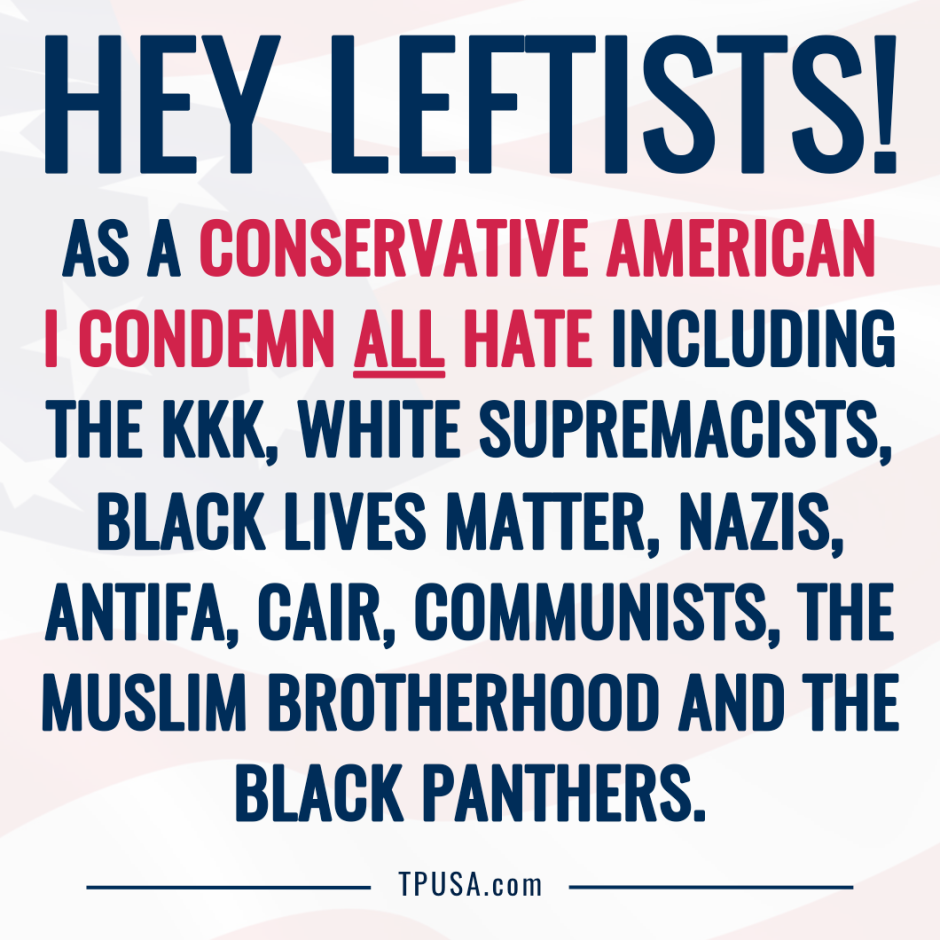 HEY LEFTISTS!
AS A CONSERVATIVE AMERICAN
I CONDEMN ALL HATE INCLUDING
THE KKK, WHITE SUPREMACISTS,
BLACK LIVES MATTER, NAZIS,
ANTIFA, CAIR, COMMUNISTS, THE
MUSLIM BROTHERHOOD AND THE
BLACK PANTHERS.
TPUSA.com